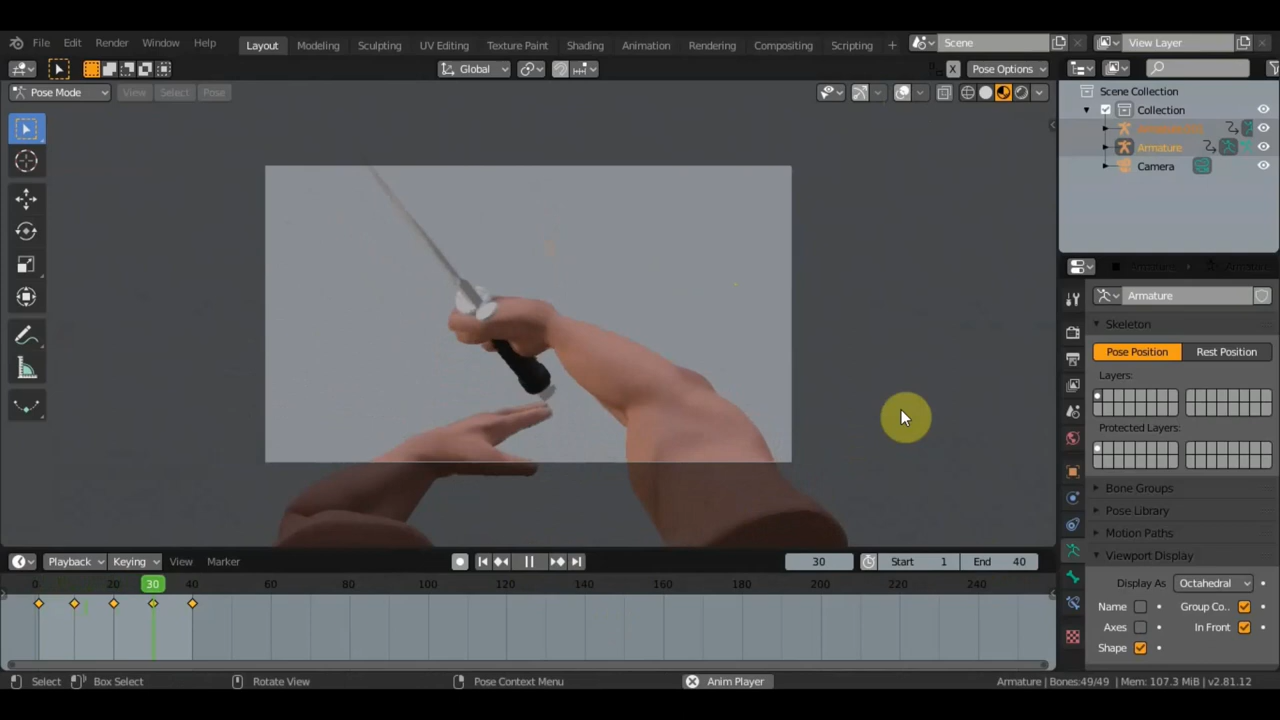 File Edit Render Window Help Layout Modeling Sculpting UV Editing Texture Paint Shading Animation Rendering Compositing Scripting + Scene View Layer
Global X Pose Options
Pose Mode View Select Pose
Scene Collection
Collection
Armature
Camera
Armature
Skeleton
Pose Position Rest Position
Layers:
Protected Layers:
Bone Groups
Pose Library
Motion Paths
Viewport Display
Display As Octahedral
Name Group Co..
Axes In Front
Shape
Playback Keying View Marker 30 Start 1 End 40
0 20 30 40 60 80 100 120 140 160 180 200 220 240
Select Box Select Rotate View Pose Context Menu Anim Player Armature | Bones:49/49 | Mem: 107.3 MiB | v2.81.12